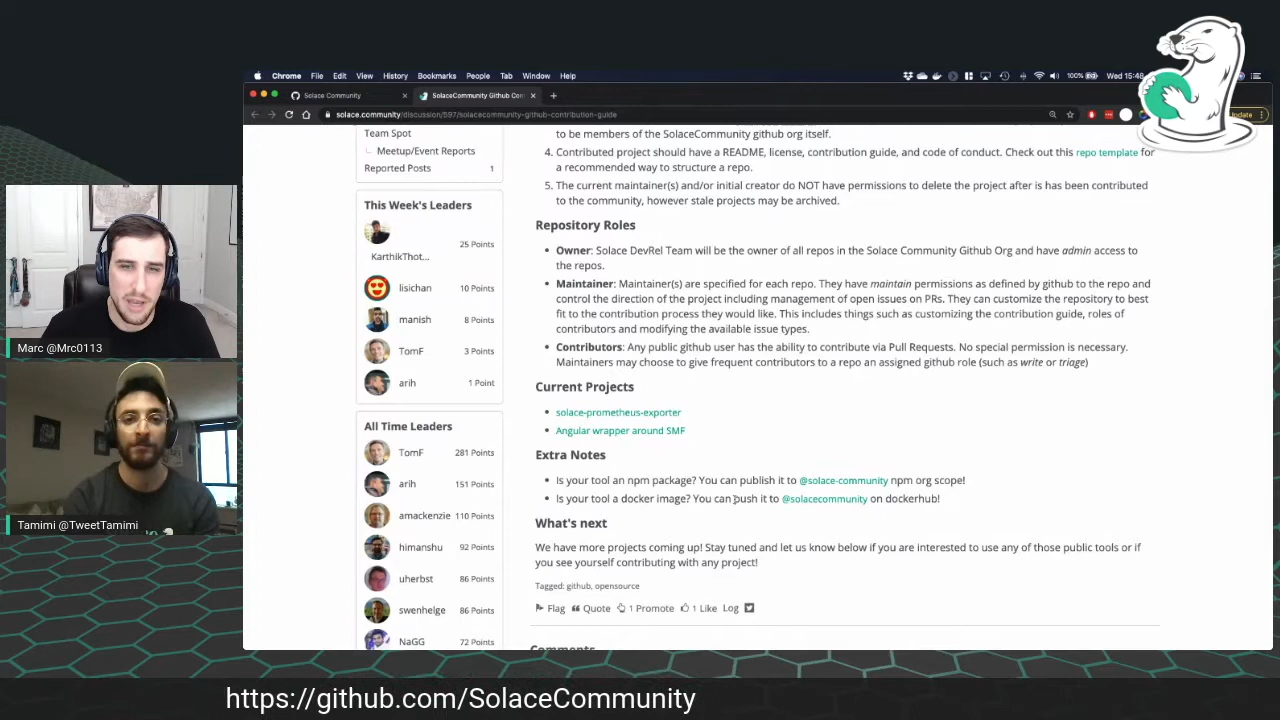 Chrome File Edit View History Bookmarks People Tab Window Help
100% Wed 15:48
Solace Community
SolaceCommunity Github Con
solace.community/discussion/597/solacecommunity-github-contribution-guide
Update
Team Spot
Meetup/Event Reports
Reported Posts 1
This Week's Leaders
25 Points
KarthikThot...
lisichan 10 Points
manish 8 Points
TomF 3 Points
arih 1 Point
All Time Leaders
TomF 281 Points
arih 151 Points
amackenzie 110 Points
himanshu 92 Points
uherbst 86 Points
swenhelge 86 Points
NaGG 72 Points
to be members of the SolaceCommunity github org itself.
4. Contributed project should have a README, license, contribution guide, and code of conduct. Check out this repo template for
a recommended way to structure a repo.
5. The current maintainer(s) and/or initial creator do NOT have permissions to delete the project after is has been contributed
to the community, however stale projects may be archived.
Repository Roles
Owner: Solace DevRel Team will be the owner of all repos in the Solace Community Github Org and have admin access to
the repos.
Maintainer: Maintainer(s) are specified for each repo. They have maintain permissions as defined by github to the repo and
control the direction of the project including management of open issues on PRs. They can customize the repository to best
fit to the contribution process they would like. This includes things such as customizing the contribution guide, roles of
contributors and modifying the available issue types.
Contributors: Any public github user has the ability to contribute via Pull Requests. No special permission is necessary.
Maintainers may choose to give frequent contributors to a repo an assigned github role (such as write or triage)
Current Projects
solace-prometheus-exporter
Angular wrapper around SMF
Extra Notes
Is your tool an npm package? You can publish it to @solace-community npm org scope!
Is your tool a docker image? You can push it to @solacecommunity on dockerhub!
What's next
We have more projects coming up! Stay tuned and let us know below if you are interested to use any of those public tools or if
you see yourself contributing with any project!
Tagged: github, opensource
Flag Quote 1 Promote 1 Like Log
Comments
Marc @Mrc0113
Tamimi @TweetTamimi
https://github.com/SolaceCommunity